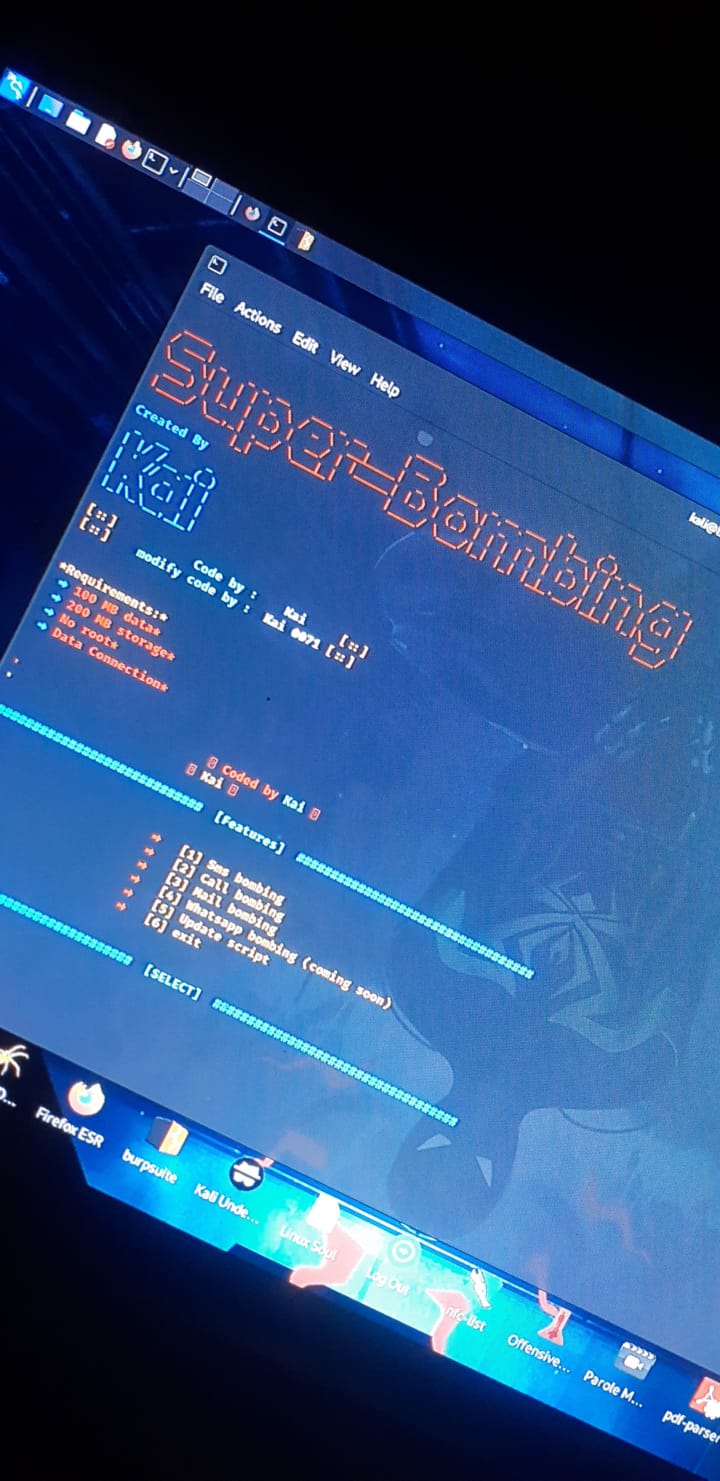 File Actions Edit View Help
Super-Bombing
Created By
Kai
[::] Code by : Kai [::]
[::] modify code by : Kai 0071 [::]
*Requirements:*
➜ 100 MB data*
➜ 200 MB storage*
➜ No root*
➜ Data Connection*
Coded by Kai
Kai
[Features]
[1] Sms bombing
[2] Call bombing
[3] Mail bombing
[4] Whatsapp bombing (coming soon)
[5] Update script
[6] exit
[SELECT]
Firefox ESR
burpsuite
Kali Unde...
Linux Soul
Log Out
nfc-list
Offensive...
Parole M...
pdf-parser